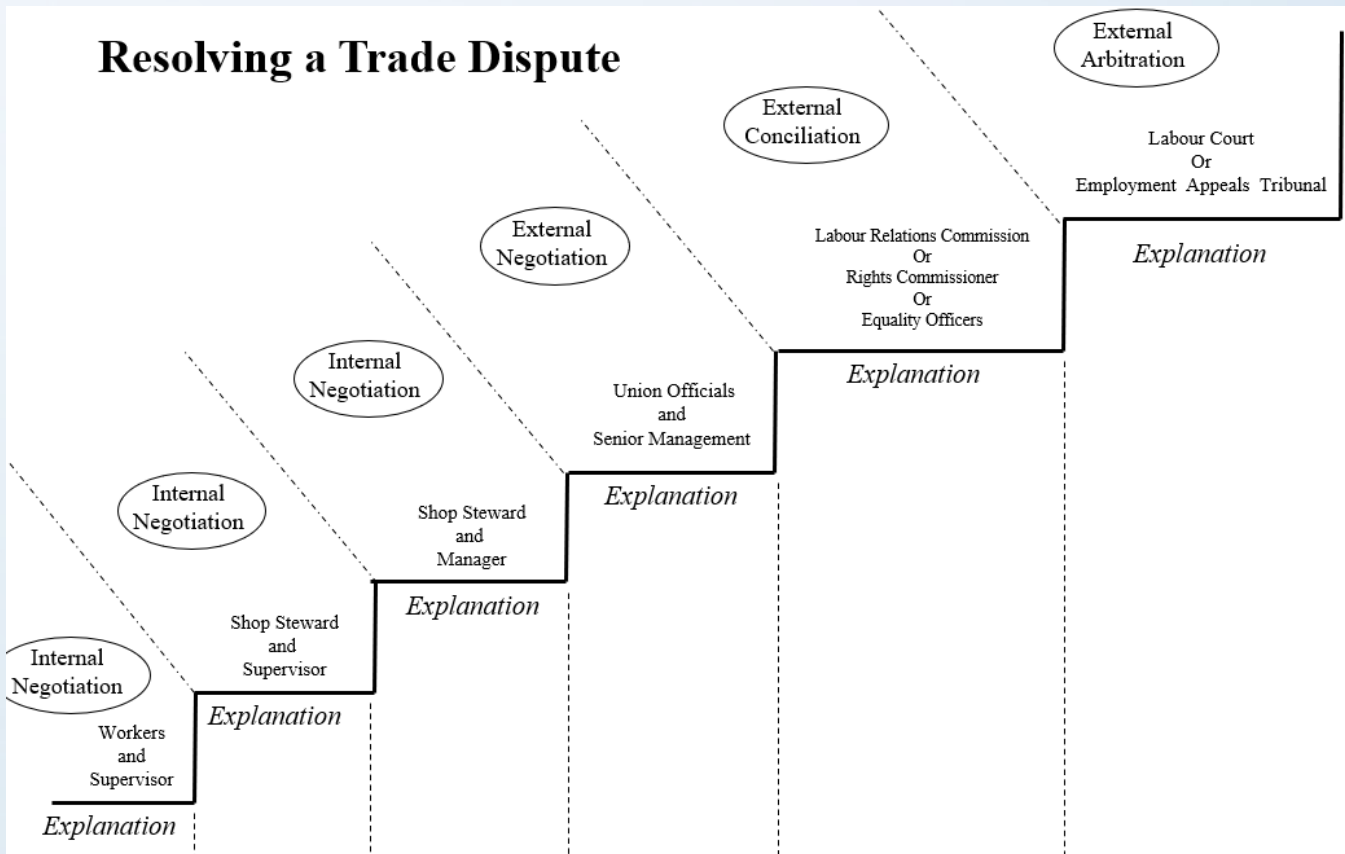 Resolving a Trade Dispute
Internal
Negotiation
Workers
and
Supervisor
Explanation
Internal
Negotiation
Shop Steward
and
Supervisor
Explanation
Internal
Negotiation
Shop Steward
and
Manager
Explanation
External
Negotiation
Union Officials
and
Senior Management
Explanation
External
Conciliation
Labour Relations Commission
Or
Rights Commissioner
Or
Equality Officers
Explanation
External
Arbitration
Labour Court
Or
Employment Appeals Tribunal
Explanation